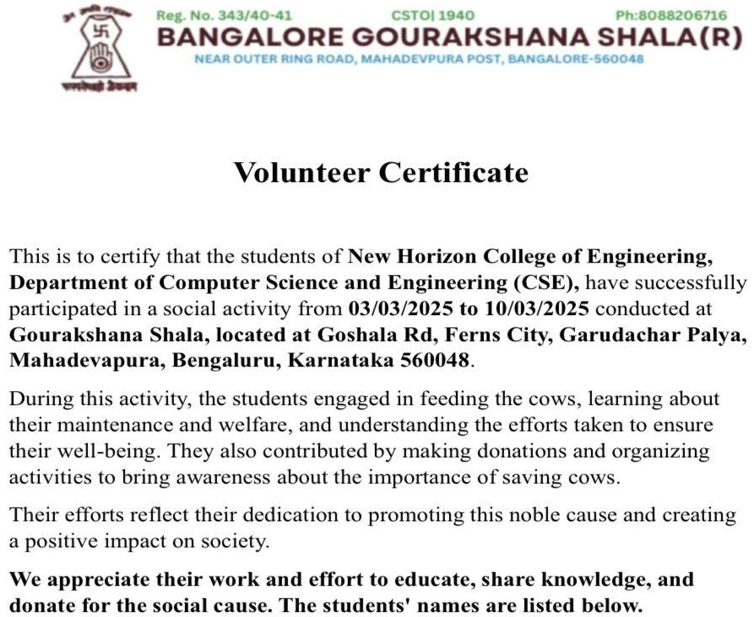 Reg. No. 343/40-41 CSTO| 1940 Ph:8088206716
BANGALORE GOURAKSHANA SHALA(R)
NEAR OUTER RING ROAD, MAHADEVPURA POST, BANGALORE-560048
Volunteer Certificate
This is to certify that the students of New Horizon College of Engineering,
Department of Computer Science and Engineering (CSE), have successfully
participated in a social activity from 03/03/2025 to 10/03/2025 conducted at
Gourakshana Shala, located at Goshala Rd, Ferns City, Garudachar Palya,
Mahadevapura, Bengaluru, Karnataka 560048.
During this activity, the students engaged in feeding the cows, learning about
their maintenance and welfare, and understanding the efforts taken to ensure
their well-being. They also contributed by making donations and organizing
activities to bring awareness about the importance of saving cows.
Their efforts reflect their dedication to promoting this noble cause and creating
a positive impact on society.
We appreciate their work and effort to educate, share knowledge, and
donate for the social cause. The students' names are listed below.